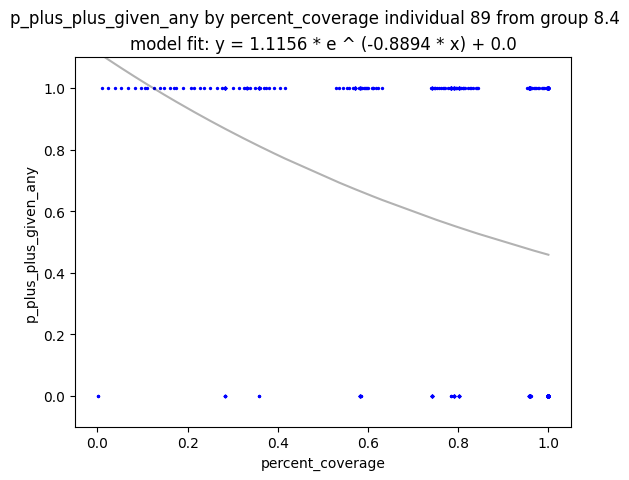 p_plus_plus_given_any by percent_coverage individual 89 from group 8.4
model fit: y = 1.1156 * e ^ (-0.8894 * x) + 0.0
1.0
0.8
0.6
0.4
0.2
0.0
p_plus_plus_given_any
0.0 0.2 0.4 0.6 0.8 1.0
percent_coverage